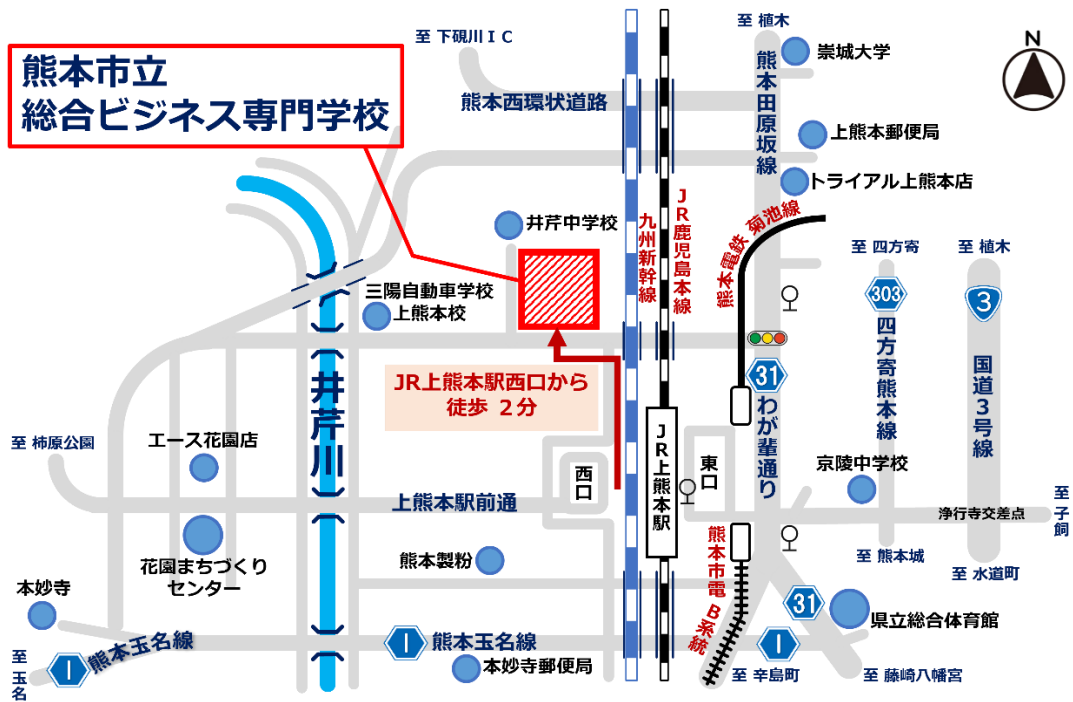 至 植木
至 下硯川ＩＣ
N
熊本市立
総合ビジネス専門学校
崇城大学
熊本西環状道路
熊本田原坂線
上熊本郵便局
トライアル上熊本店
井芹中学校
九州新幹線
ＪＲ鹿児島本線
熊本電鉄 菊池線
至 四方寄
至 植木
三陽自動車学校
上熊本校
303
3
四方寄熊本線
国道３号線
31
わが輩通り
JR上熊本駅西口から
徒歩 ２分
井芹川
至 柿原公園
エース花園店
西口
ＪＲ上熊本駅
東口
京陵中学校
上熊本駅前通
浄行寺交差点
至 子飼
花園まちづくり
センター
熊本製粉
熊本市電 Ｂ系統
至 熊本城
至 水道町
本妙寺
31
県立総合体育館
至 玉名
1
熊本玉名線
1
熊本玉名線
本妙寺郵便局
1
至 辛島町
至 藤崎八幡宮